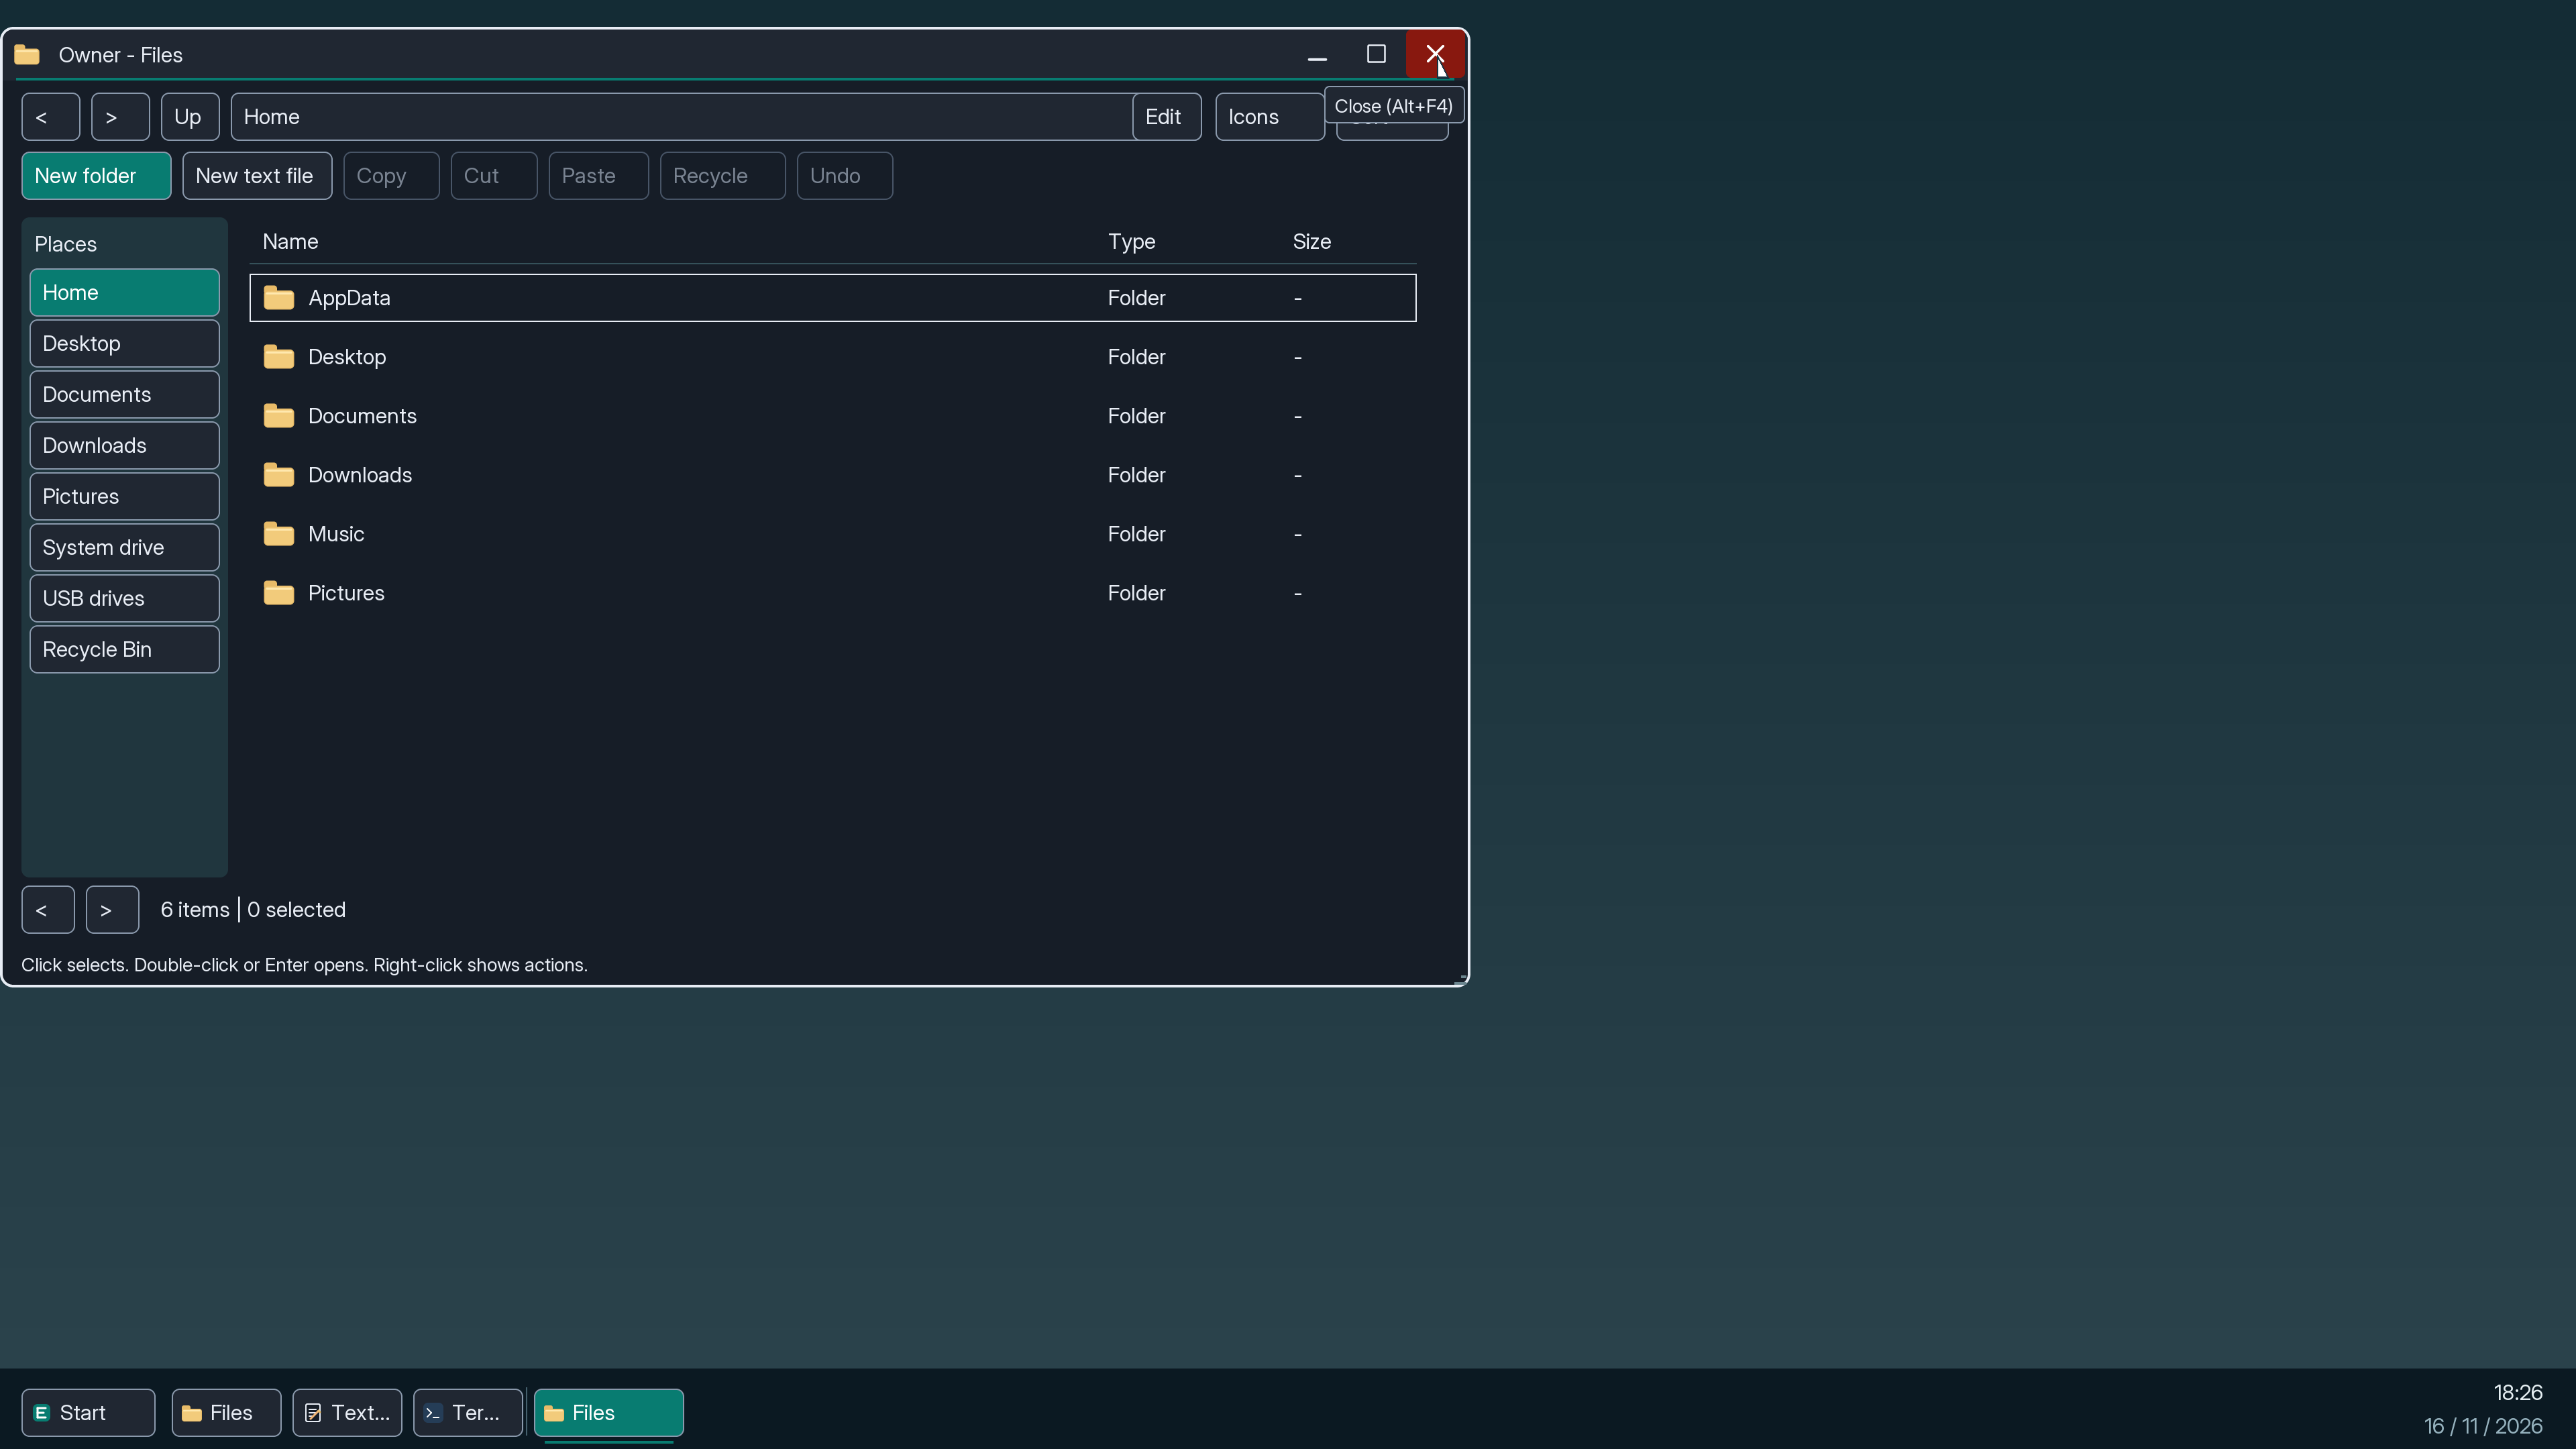 Owner - Files
Close (Alt+F4)
< > Up Home Edit Icons
New folder New text file Copy Cut Paste Recycle Undo
Places
Home
Desktop
Documents
Downloads
Pictures
System drive
USB drives
Recycle Bin
Name Type Size
AppData Folder -
Desktop Folder -
Documents Folder -
Downloads Folder -
Music Folder -
Pictures Folder -
< > 6 items | 0 selected
Click selects. Double-click or Enter opens. Right-click shows actions.
E Start Files Text... Ter... Files
18:26
16 / 11 / 2026